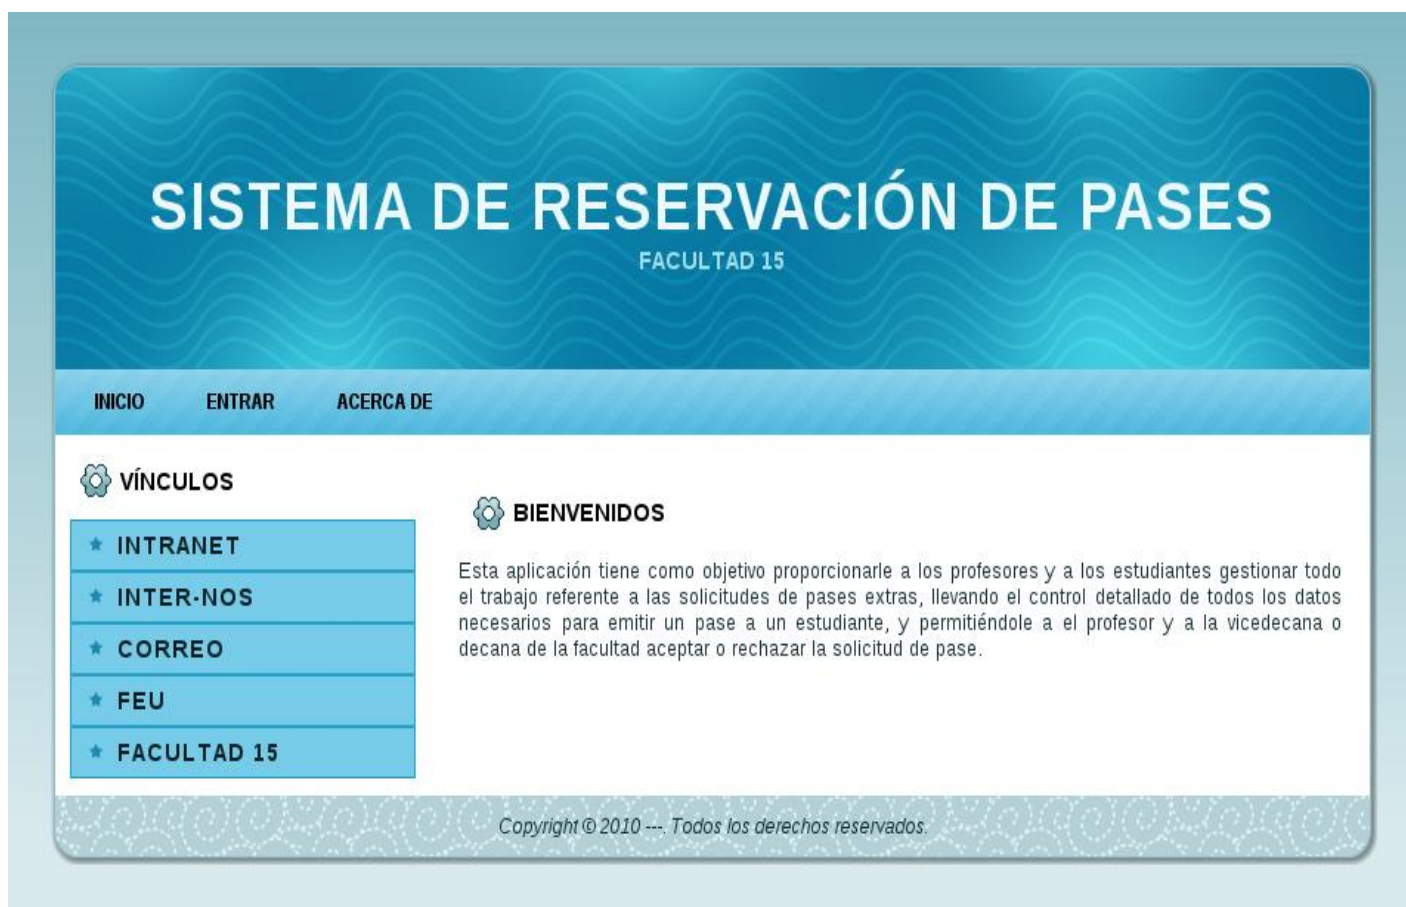 SISTEMA DE RESERVACIÓN DE PASES
FACULTAD 15
INICIO ENTRAR ACERCA DE
VÍNCULOS
INTRANET
INTER-NOS
CORREO
FEU
FACULTAD 15
BIENVENIDOS
Esta aplicación tiene como objetivo proporcionarle a los profesores y a los estudiantes gestionar todo
el trabajo referente a las solicitudes de pases extras, llevando el control detallado de todos los datos
necesarios para emitir un pase a un estudiante, y permitiéndole a el profesor y a la vicedecana o
decana de la facultad aceptar o rechazar la solicitud de pase.
Copyright © 2010 ---. Todos los derechos reservados.